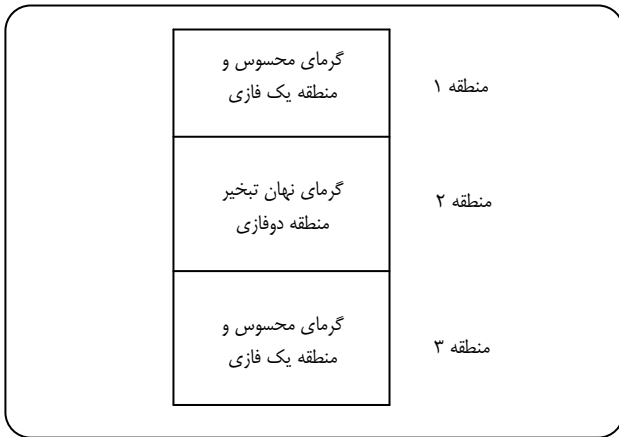 گرمای محسوس و
منطقه یک فازی
منطقه ۱
گرمای نهان تبخیر
منطقه دوفازی
منطقه ۲
گرمای محسوس و
منطقه یک فازی
منطقه ۳